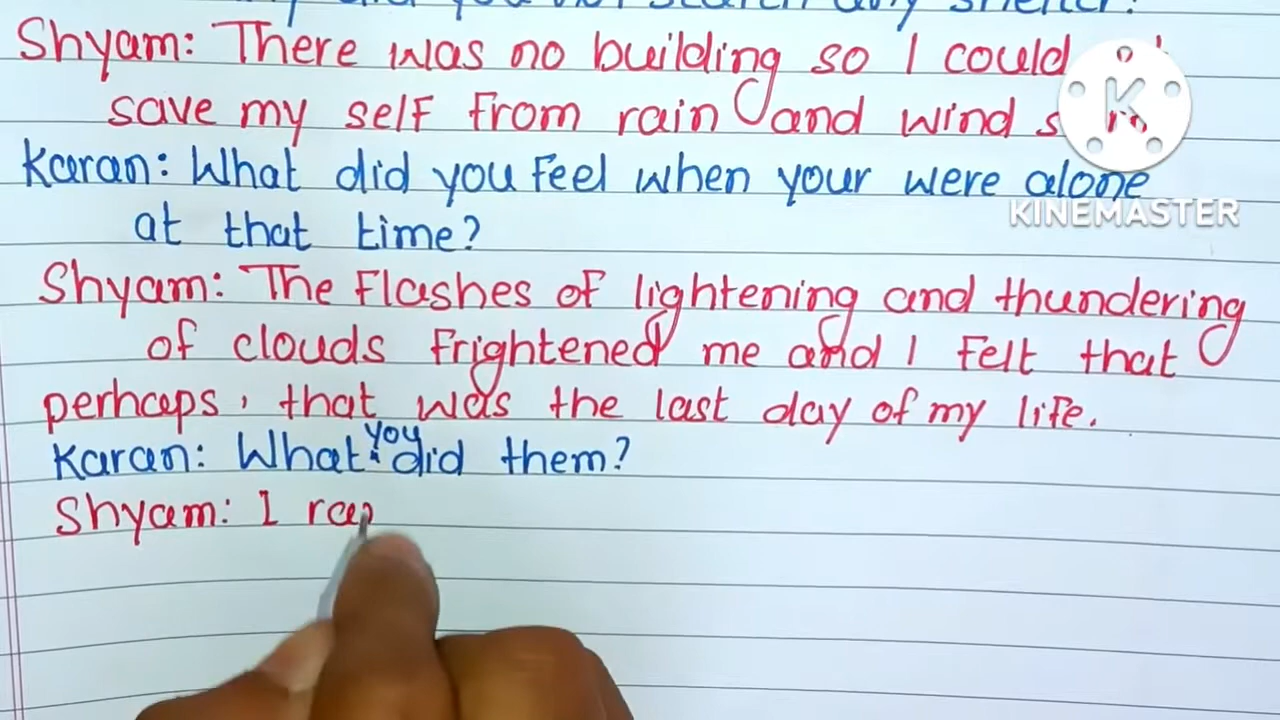 shelter?
Shyam: There was no building so I could
save my self from rain and wind
Karan: What did you feel when your were alone
at that time?
Shyam: The flashes of lightening and thundering
of clouds frightened me and I felt that
perhaps, that was the last day of my life.
Karan: What you did them?
Shyam: I ran
K
KINEMASTER